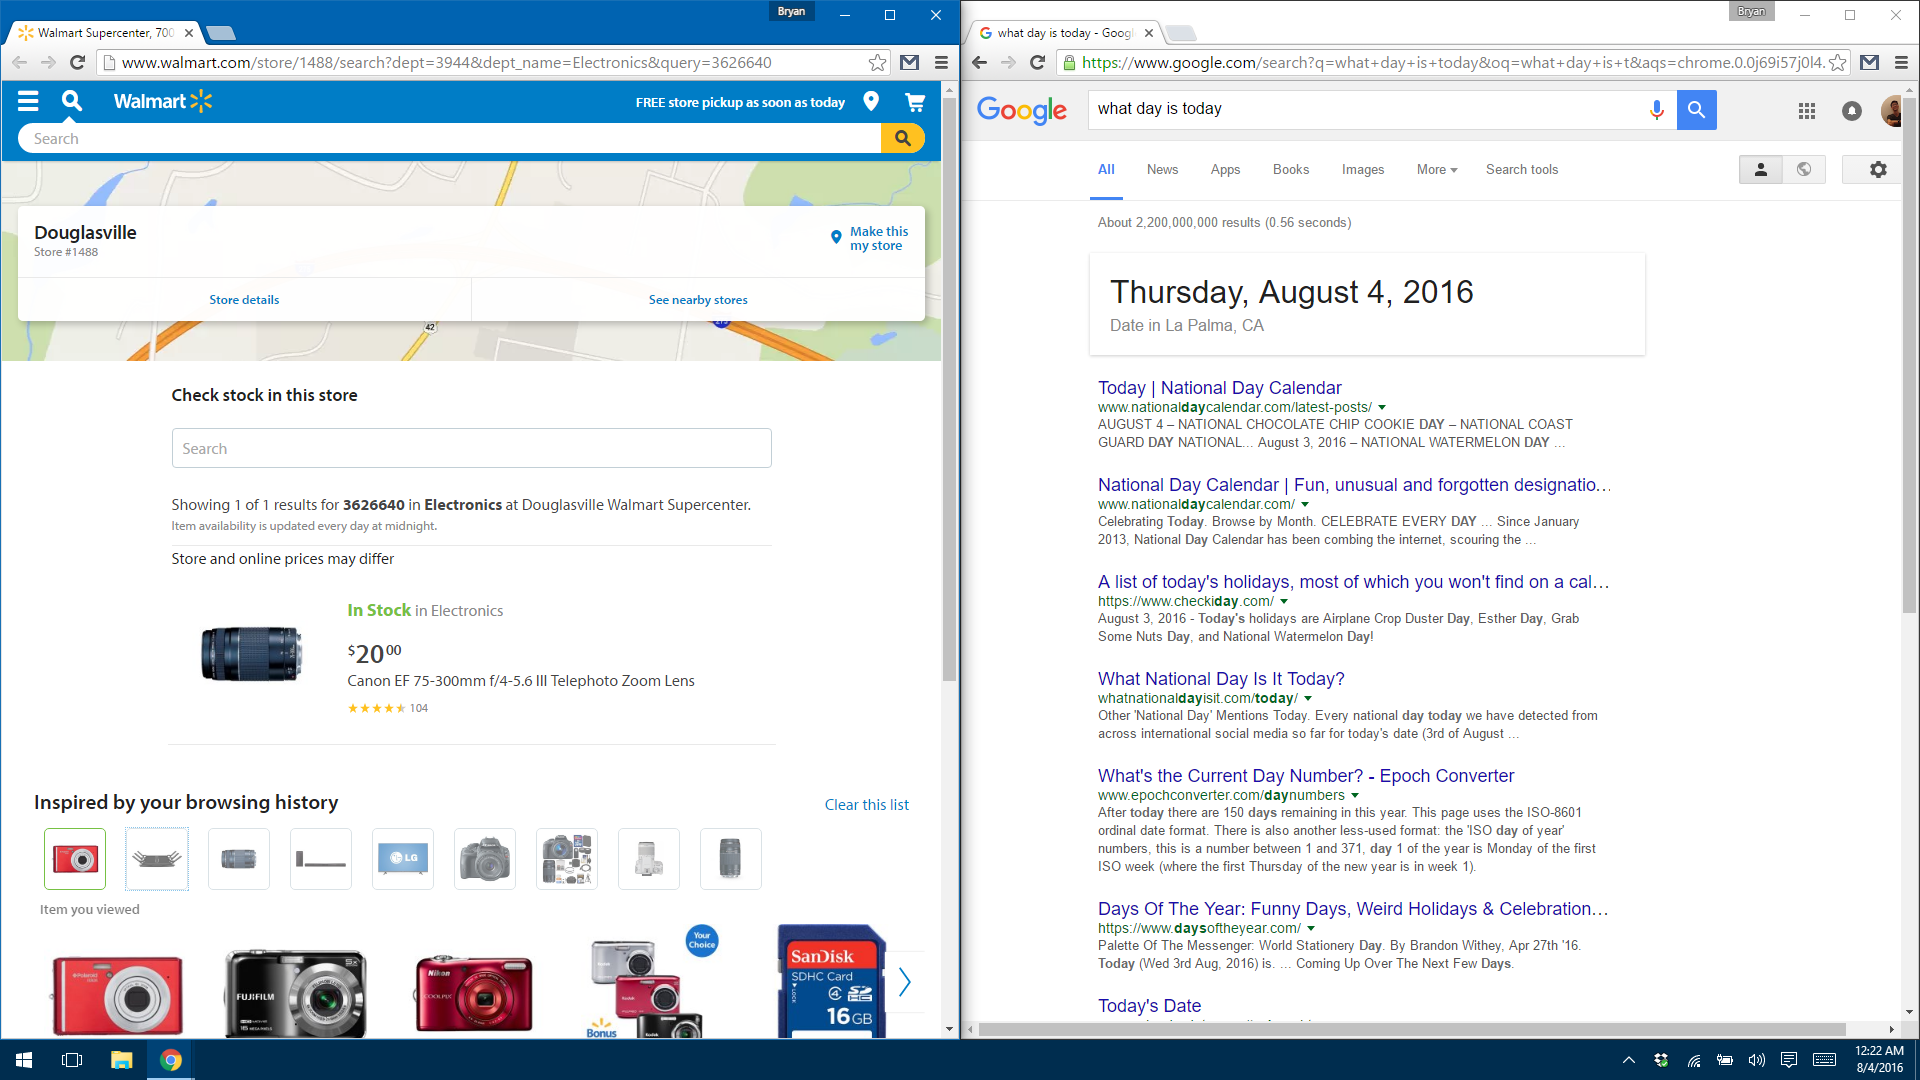 Bryan
Walmart Supercenter, 700
www.walmart.com/store/1488/search?dept=3944&dept_name=Electronics&query=3626640
Walmart
FREE store pickup as soon as today
Search
Douglasville
Store #1488
Make this
my store
Store details
See nearby stores
42
Check stock in this store
Search
Showing 1 of 1 results for 3626640 in Electronics at Douglasville Walmart Supercenter.
Item availability is updated every day at midnight.
Store and online prices may differ
In Stock in Electronics
$20 00
Canon EF 75-300mm f/4-5.6 III Telephoto Zoom Lens
104
Inspired by your browsing history
Clear this list
LG
Item you viewed
Polaroid
FUJIFILM
5x
16 MEGA PIXELS
Nikon
COOLPIX
Your
Choice
Kodak
Kodak
Kodak
Bonus
SanDisk
SDHC Card
LOCK
4
16 GB
Bryan
what day is today - Googl
https://www.google.com/search?q=what+day+is+today&oq=what+day+is+t&aqs=chrome.0.0j69i57j0l4.
Google
what day is today
All
News
Apps
Books
Images
More
Search tools
About 2,200,000,000 results (0.56 seconds)
Thursday, August 4, 2016
Date in La Palma, CA
Today | National Day Calendar
www.nationaldaycalendar.com/latest-posts/
AUGUST 4 – NATIONAL CHOCOLATE CHIP COOKIE DAY – NATIONAL COAST
GUARD DAY NATIONAL... August 3, 2016 – NATIONAL WATERMELON DAY ...
National Day Calendar | Fun, unusual and forgotten designatio...
www.nationaldaycalendar.com/
Celebrating Today. Browse by Month. CELEBRATE EVERY DAY ... Since January
2013, National Day Calendar has been combing the internet, scouring the ...
A list of today's holidays, most of which you won't find on a cal...
https://www.checkiday.com/
August 3, 2016 - Today's holidays are Airplane Crop Duster Day, Esther Day, Grab
Some Nuts Day, and National Watermelon Day!
What National Day Is It Today?
whatnationaldayisit.com/today/
Other 'National Day' Mentions Today. Every national day today we have detected from
across international social media so far for today's date (3rd of August ...
What's the Current Day Number? - Epoch Converter
www.epochconverter.com/daynumbers
After today there are 150 days remaining in this year. This page uses the ISO-8601
ordinal date format. There is also another less-used format: the 'ISO day of year'
numbers, this is a number between 1 and 371, day 1 of the year is Monday of the first
ISO week (where the first Thursday of the new year is in week 1).
Days Of The Year: Funny Days, Weird Holidays & Celebration...
https://www.daysoftheyear.com/
Palette Of The Messenger: World Stationery Day. By Brandon Withey, Apr 27th '16.
Today (Wed 3rd Aug, 2016) is. ... Coming Up Over The Next Few Days.
Today's Date
12:22 AM
8/4/2016